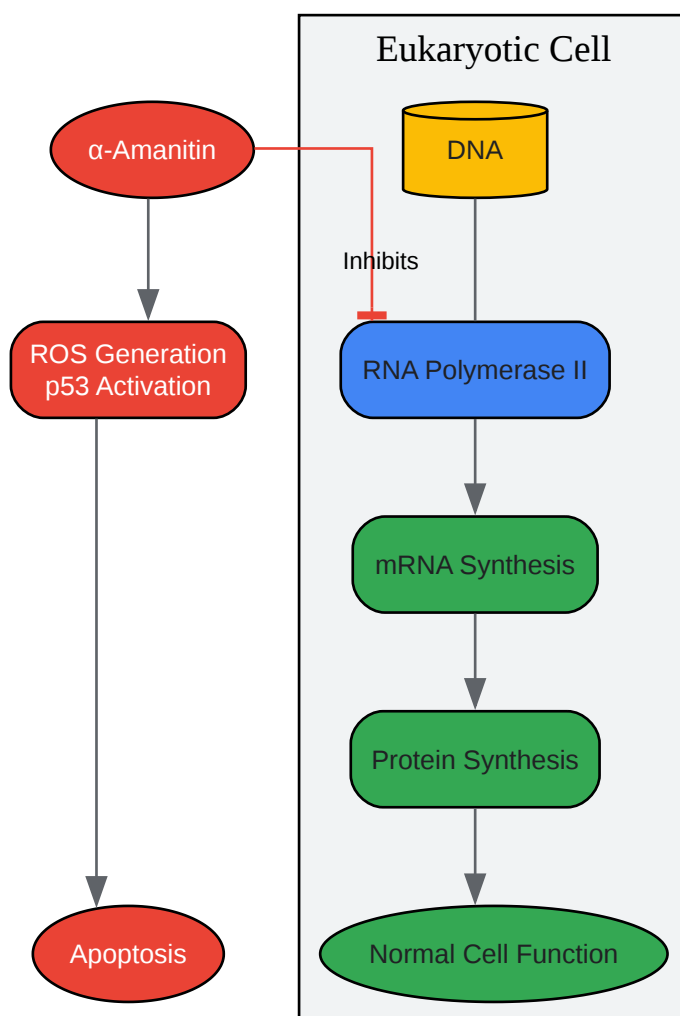 Eukaryotic Cell
α-Amanitin
DNA
Inhibits
ROS Generation
p53 Activation
RNA Polymerase II
mRNA Synthesis
Protein Synthesis
Apoptosis
Normal Cell Function